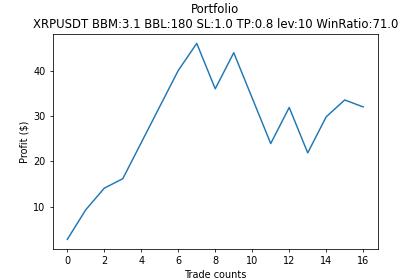 Portfolio
XRPUSDT BBM:3.1 BBL:180 SL:1.0 TP:0.8 lev:10 WinRatio:71.0
40
30
20
10
Profit ($)
0 2 4 6 8 10 12 14 16
Trade counts